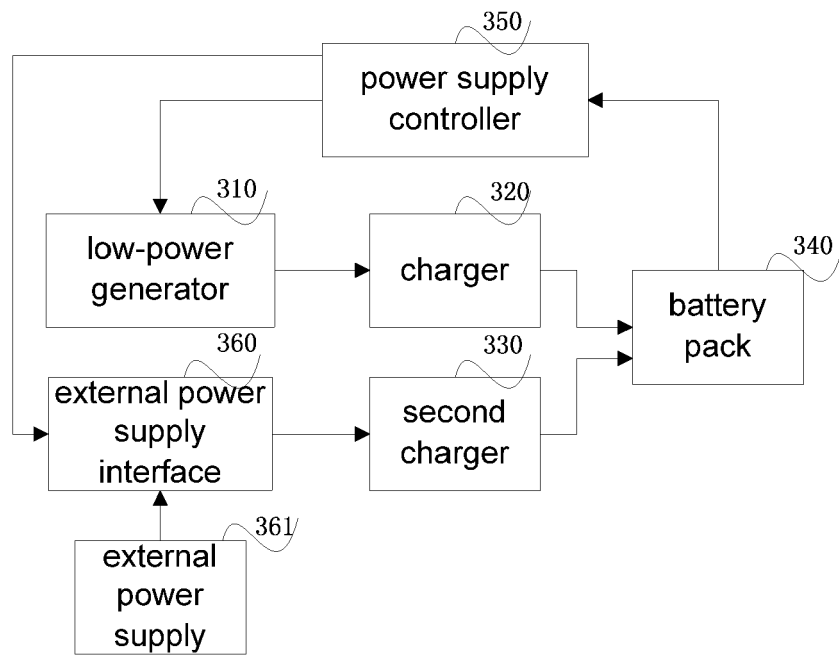 350
power supply
controller
310
low-power
generator
320
charger
340
battery
pack
360
external power
supply
interface
330
second
charger
361
external
power
supply